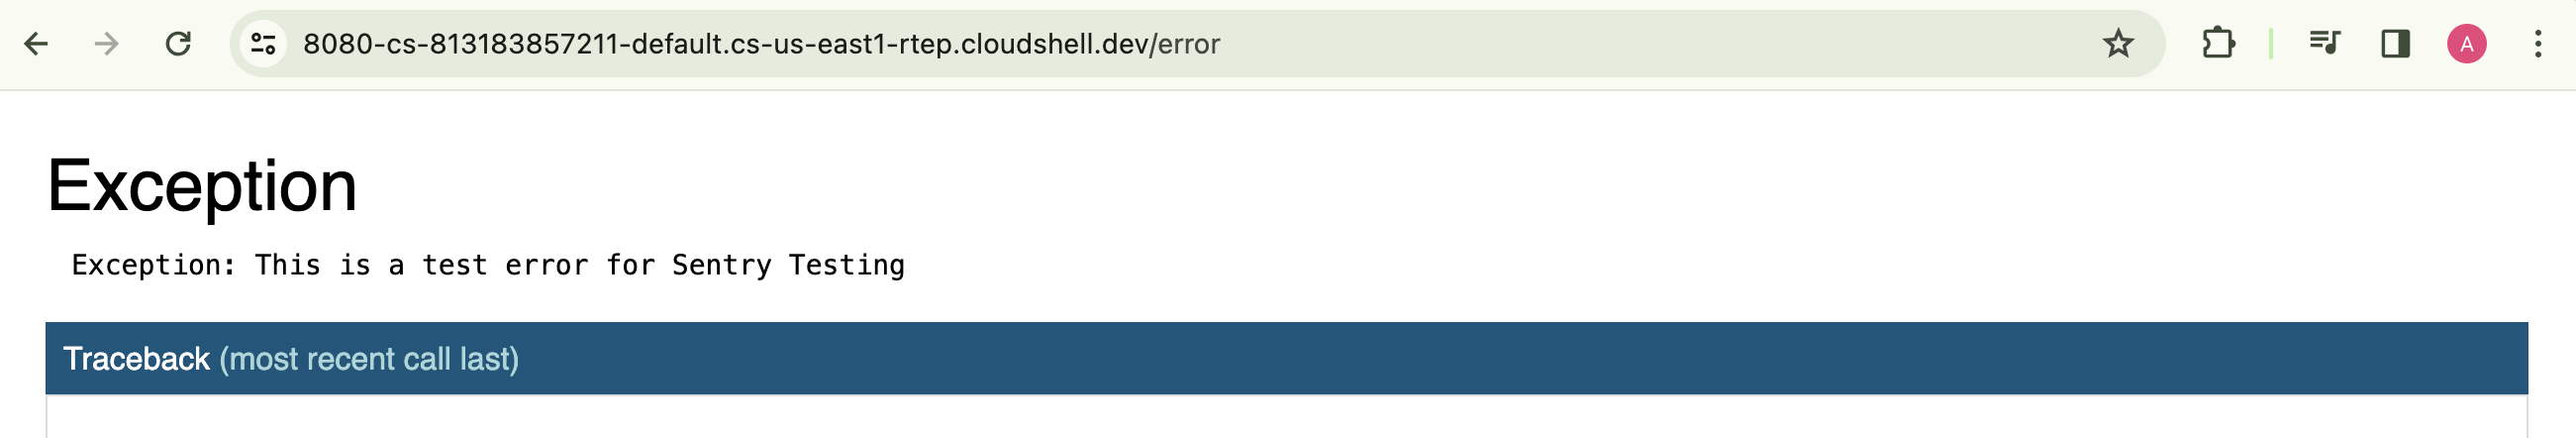 8080-cs-813183857211-default.cs-us-east1-rtep.cloudshell.dev/error
A
Exception
Exception: This is a test error for Sentry Testing
Traceback (most recent call last)